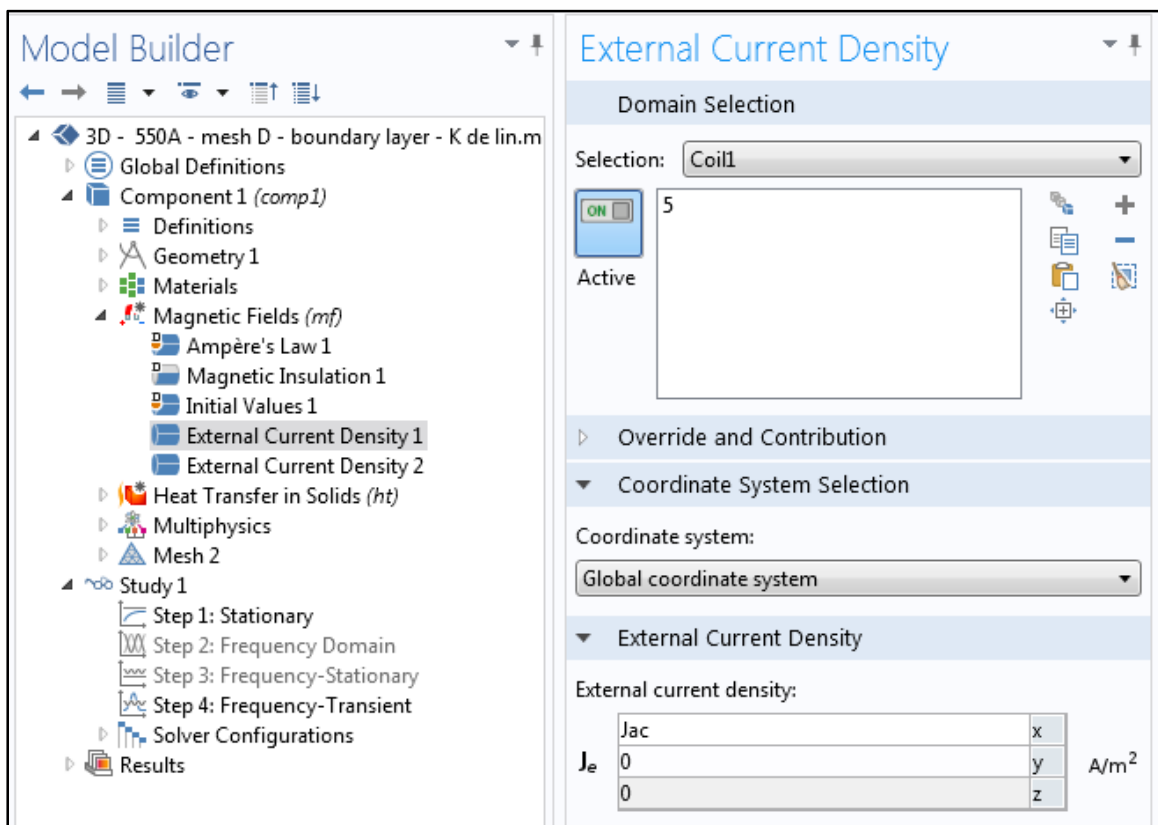 Model Builder
3D - 550A - mesh D - boundary layer - K de lin.m
Global Definitions
Component 1 (comp1)
Definitions
Geometry 1
Materials
Magnetic Fields (mf)
Ampère's Law 1
Magnetic Insulation 1
Initial Values 1
External Current Density 1
External Current Density 2
Heat Transfer in Solids (ht)
Multiphysics
Mesh 2
Study 1
Step 1: Stationary
Step 2: Frequency Domain
Step 3: Frequency-Stationary
Step 4: Frequency-Transient
Solver Configurations
Results
External Current Density
Domain Selection
Selection: Coil1
ON
5
Active
Override and Contribution
Coordinate System Selection
Coordinate system:
Global coordinate system
External Current Density
External current density:
Jac x
Je 0 y A/m²
0 z